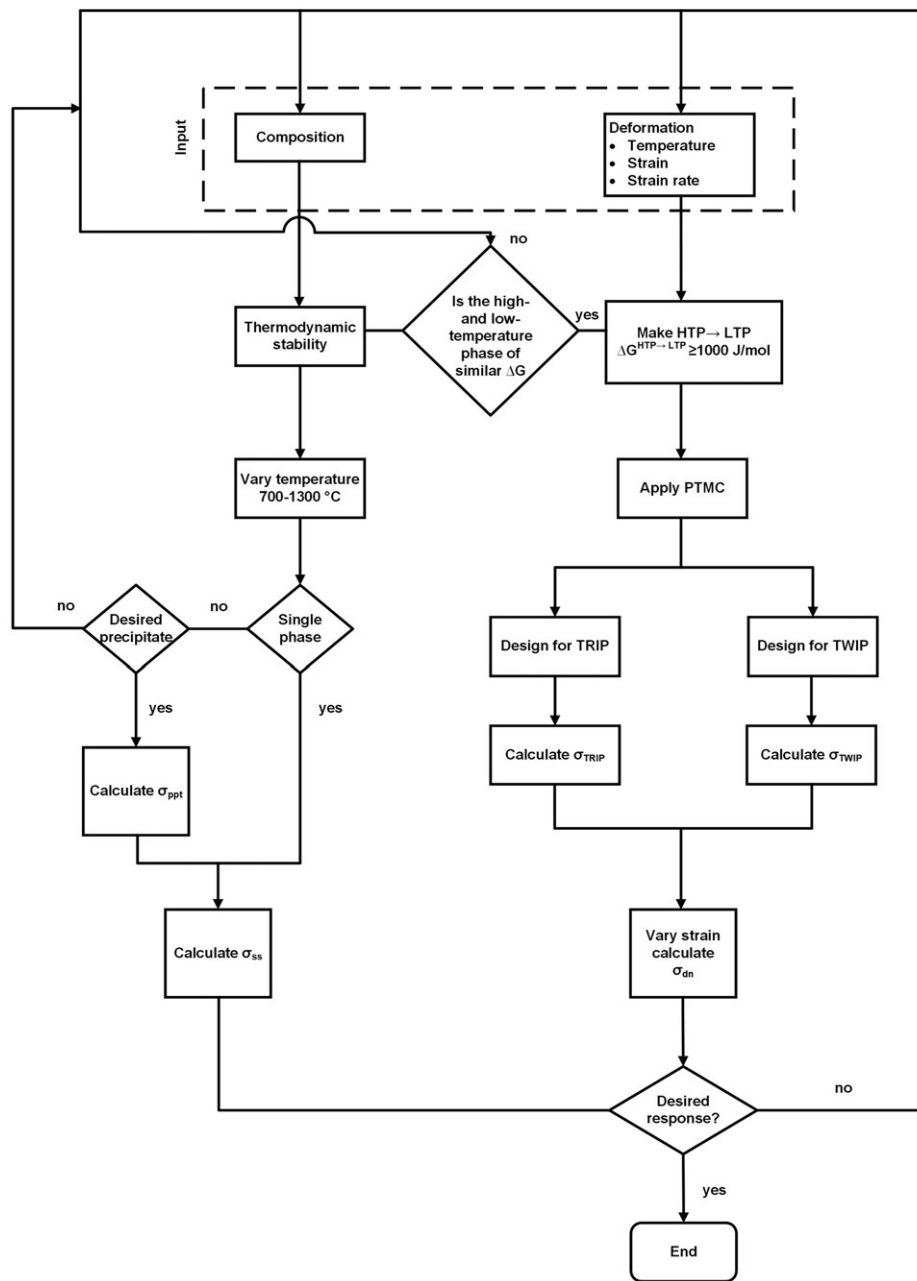 Input
Composition
Deformation
• Temperature
• Strain
• Strain rate
no
Thermodynamic
stability
Is the high-
and low-
temperature
phase of
similar ΔG
yes
Make HTP→ LTP
ΔG^HTP→ LTP ≥1000 J/mol
Vary temperature
700-1300 °C
Apply PTMC
no
Desired
precipitate
no
Single
phase
Design for TRIP
Design for TWIP
yes
yes
Calculate σppt
Calculate σTRIP
Calculate σTWIP
Calculate σss
Vary strain
calculate
σdn
Desired
response?
no
yes
End